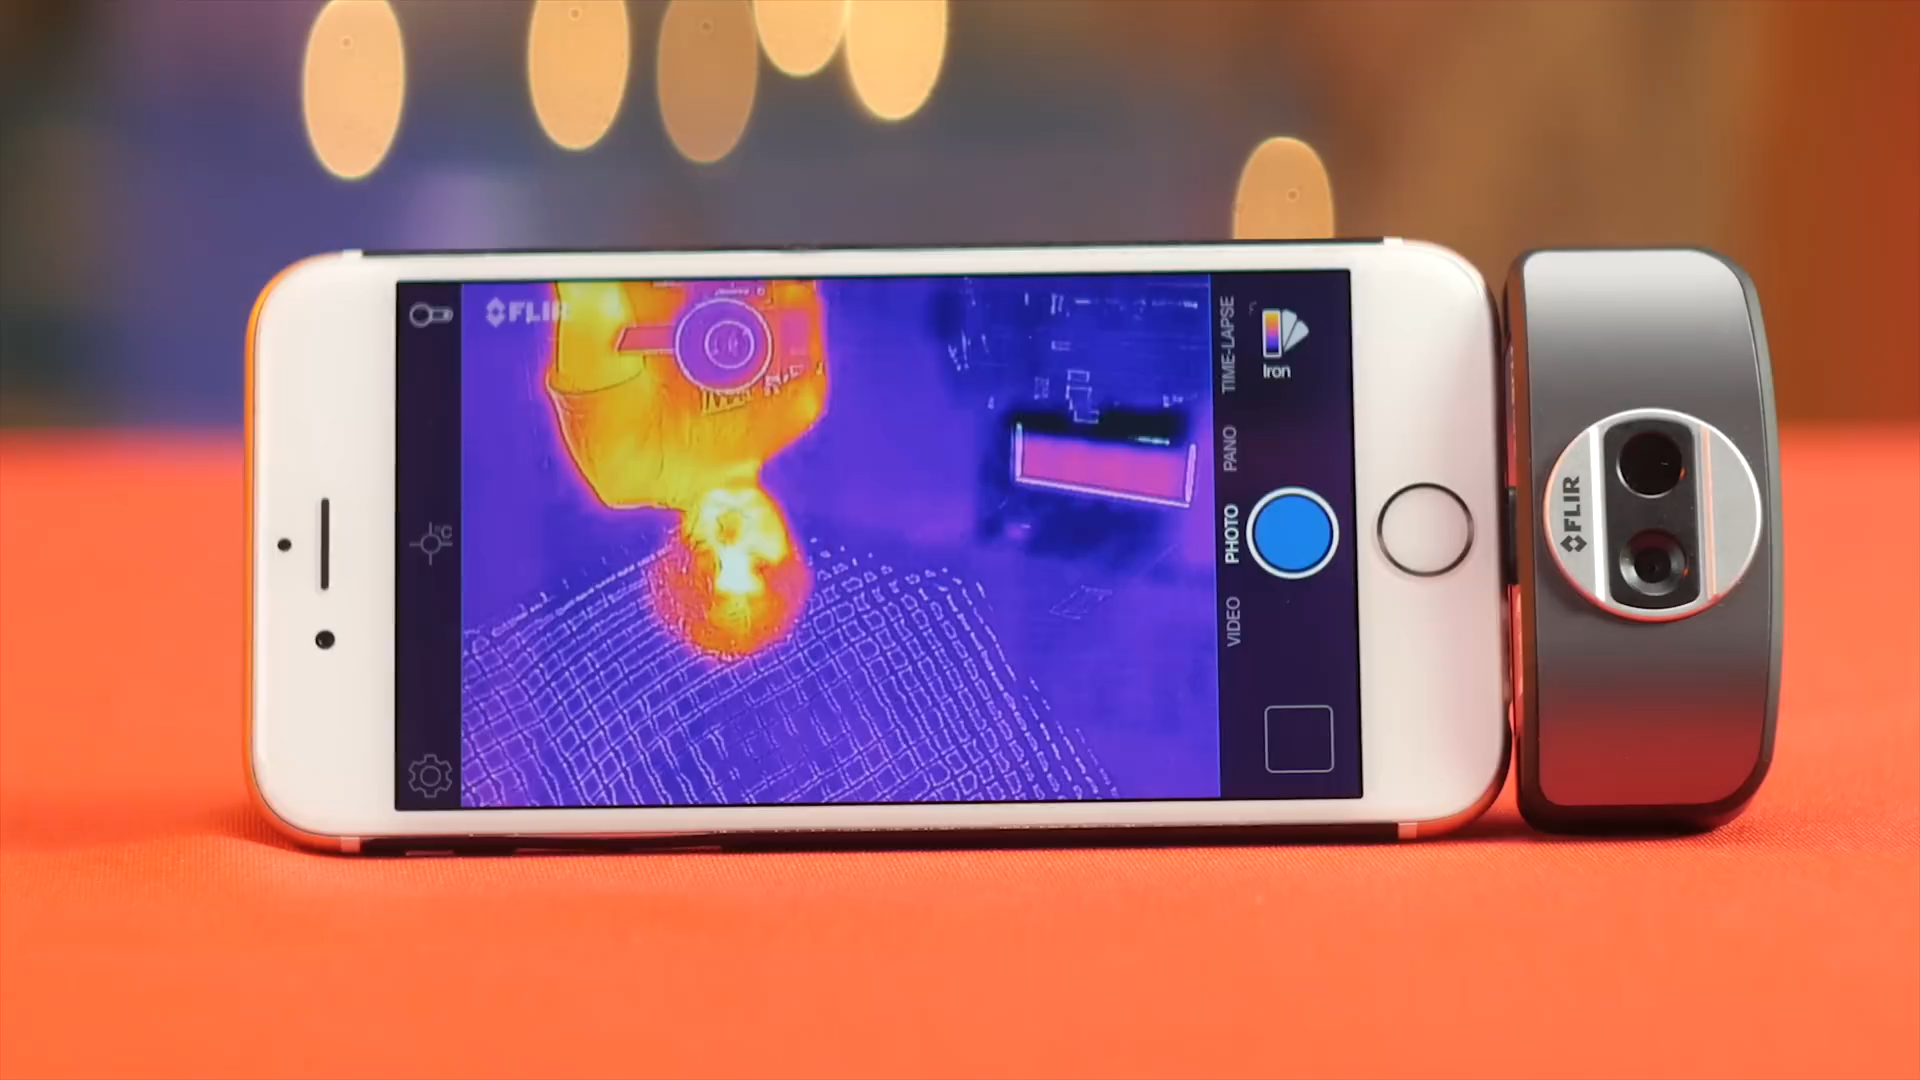 FLIR
TIME-LAPSE
PANO
PHOTO
VIDEO
Iron
FLIR